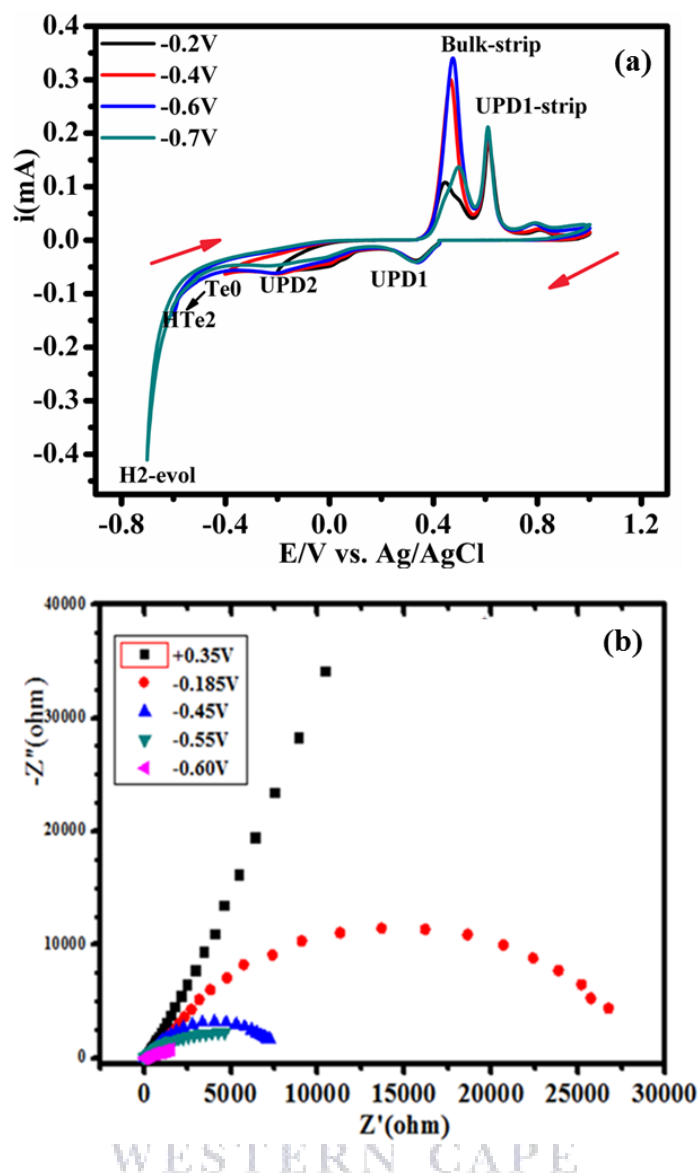 (a)
-0.2V
-0.4V
-0.6V
-0.7V
Bulk-strip
UPD1-strip
UPD1
UPD2
Te0
HTe2
H2-evol
i(mA)
0.4
0.3
0.2
0.1
0.0
-0.1
-0.2
-0.3
-0.4
-0.8 -0.4 0.0 0.4 0.8 1.2
E/V vs. Ag/AgCl
(b)
+0.35V
-0.185V
-0.45V
-0.55V
-0.60V
-Z"(ohm)
40000
30000
20000
10000
0
0 5000 10000 15000 20000 25000 30000
Z'(ohm)
WESTERN CAPE